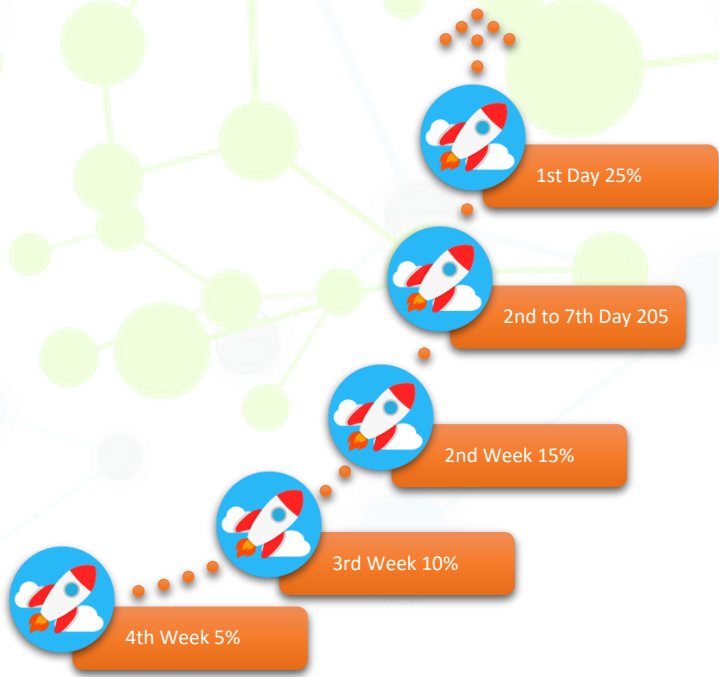 1st Day 25%
2nd to 7th Day 205
2nd Week 15%
3rd Week 10%
4th Week 5%